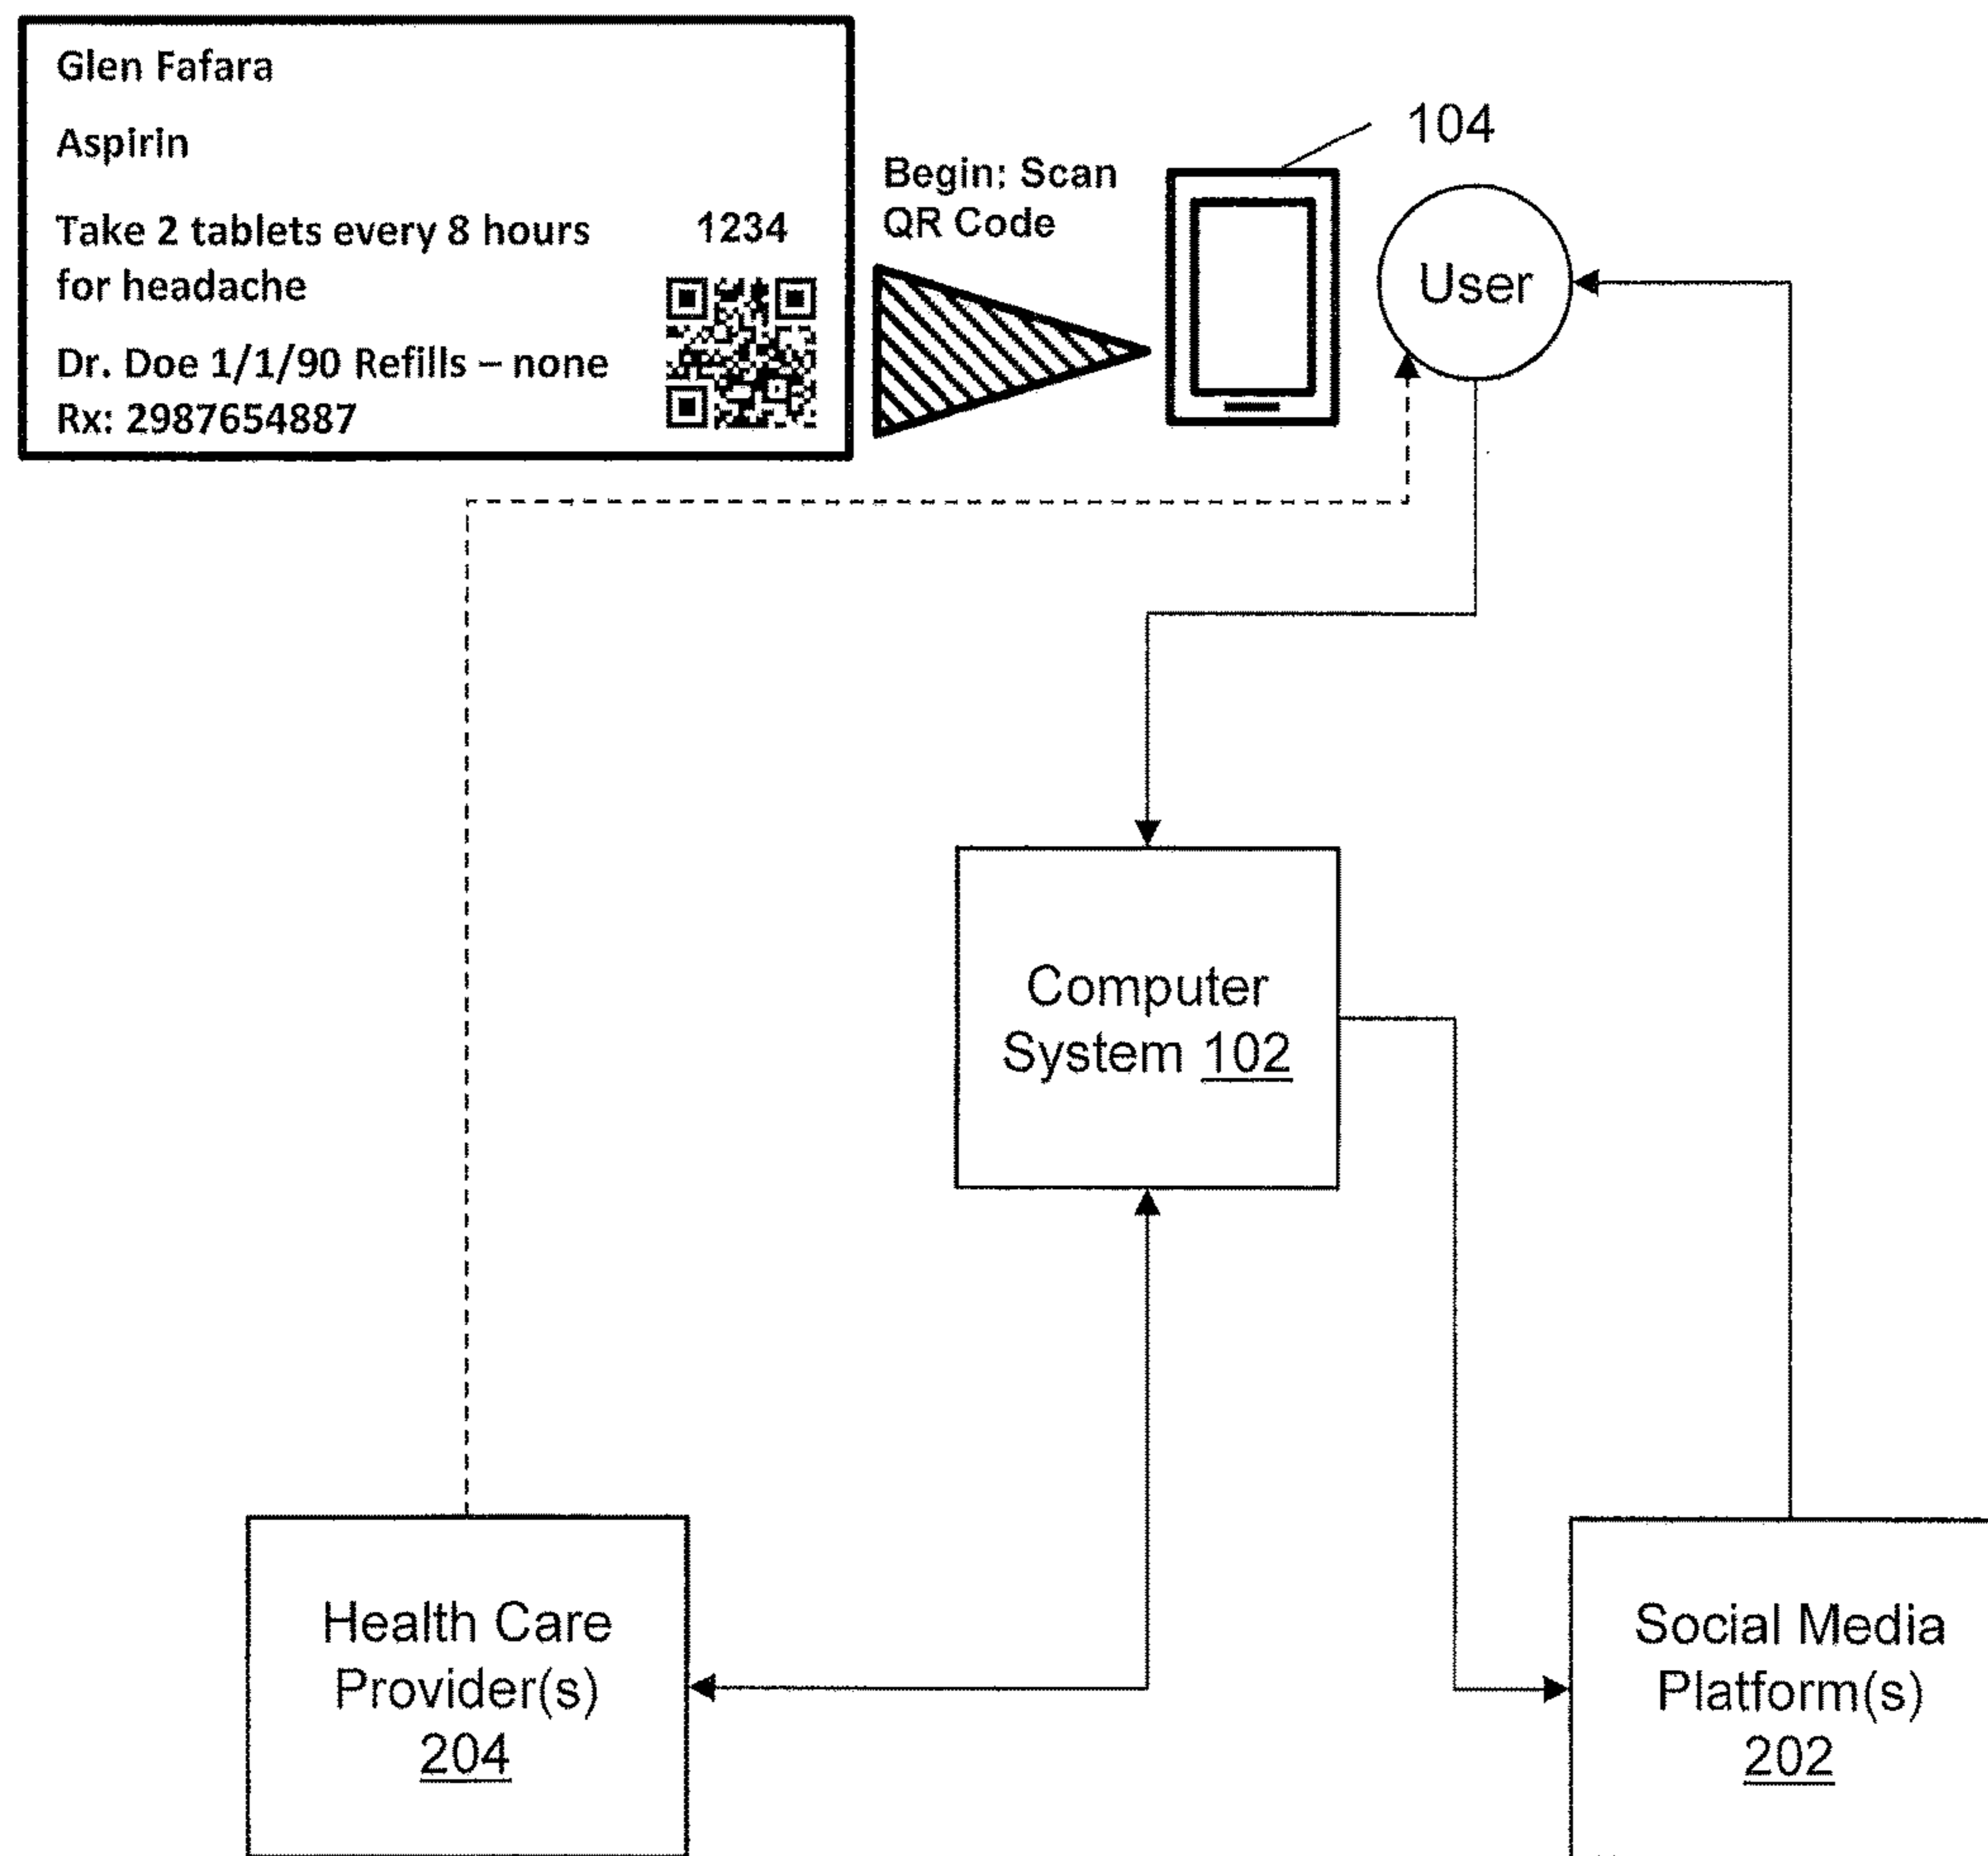 Glen Fafara
Aspirin
Take 2 tablets every 8 hours
for headache
1234
Dr. Doe 1/1/90 Refills – none
Rx: 2987654887
Begin: Scan
QR Code
104
User
Computer
System 102
Health Care
Provider(s)
204
Social Media
Platform(s)
202